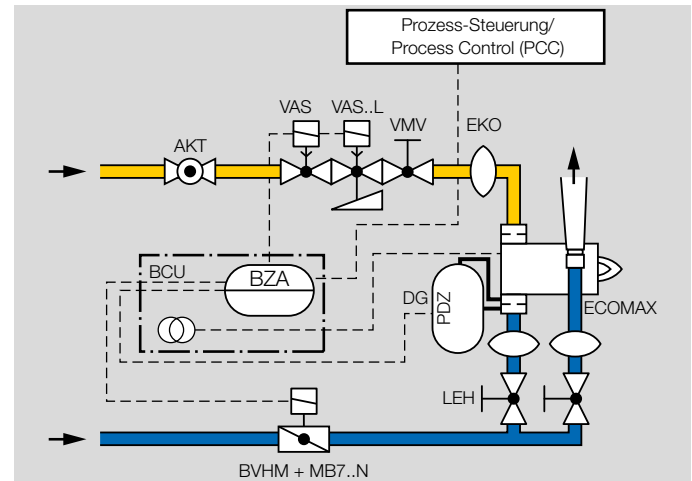 Prozess-Steuerung/
Process Control (PCC)
VAS
VAS..L
VMV
EKO
AKT
BCU
BZA
DG
PDZ
ECOMAX
LEH
BVHM + MB7..N